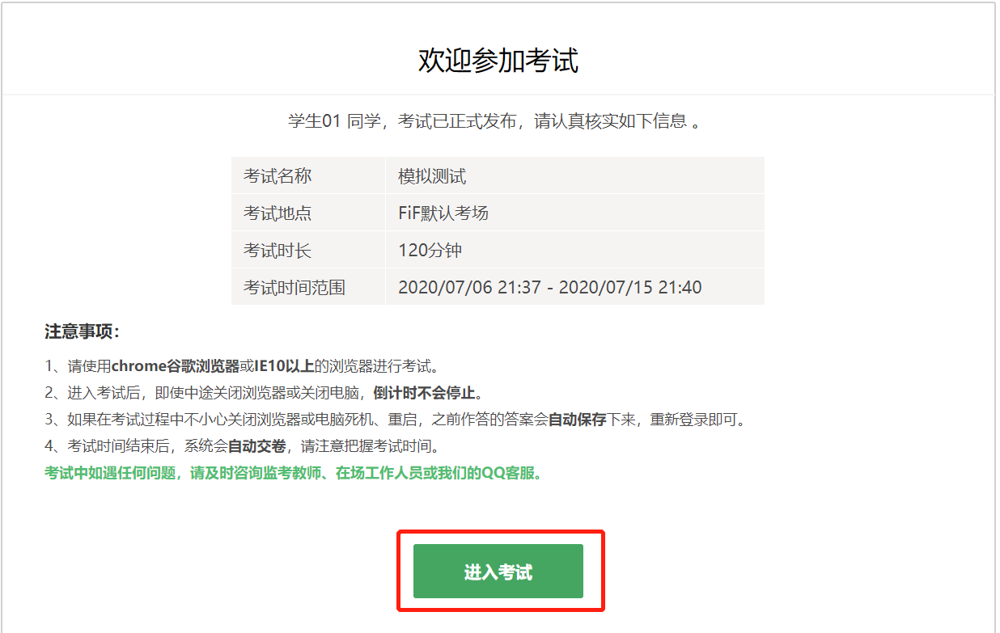 欢迎参加考试
学生01 同学，考试已正式发布，请认真核实如下信息 。
考试名称 模拟测试
考试地点 FiF默认考场
考试时长 120分钟
考试时间范围 2020/07/06 21:37 - 2020/07/15 21:40
注意事项：
1、请使用chrome谷歌浏览器或IE10以上的浏览器进行考试。
2、进入考试后，即使中途关闭浏览器或关闭电脑，倒计时不会停止。
3、如果在考试过程中不小心关闭浏览器或电脑死机、重启，之前作答的答案会自动保存下来，重新登录即可。
4、考试时间结束后，系统会自动交卷，请注意把握考试时间。
考试中如遇任何问题，请及时咨询监考教师、在场工作人员或我们的QQ客服。
进入考试